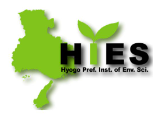 HIES
Hyogo Pref. Inst. of Env. Sci.